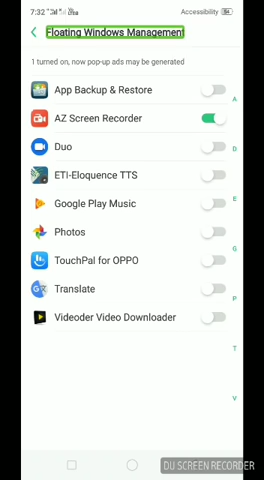 7:32
Accessibility
Floating Windows Management
1 turned on, now pop-up ads may be generated
App Backup & Restore
A
AZ Screen Recorder
Duo
D
ETI-Eloquence TTS
E
Google Play Music
Photos
G
TouchPal for OPPO
Translate
P
Videoder Video Downloader
T
V
DU SCREEN RECORDER